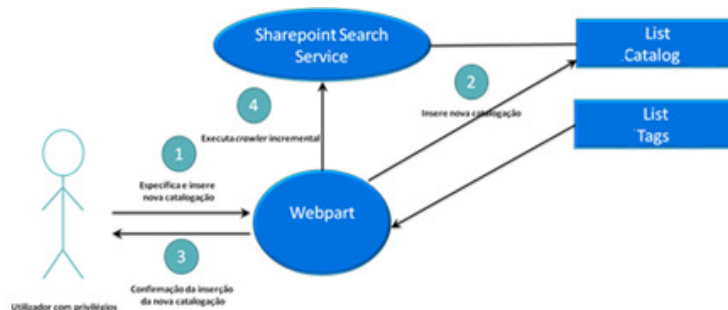 Sharepoint Search
Service
List
Catalog
4
2
Executa crawler incremental
Insere nova catalogação
List
Tags
1
Especifica e insere
nova catalogação
Webpart
3
Confirmação da inserção
da nova catalogação
Utilizador com privilégios